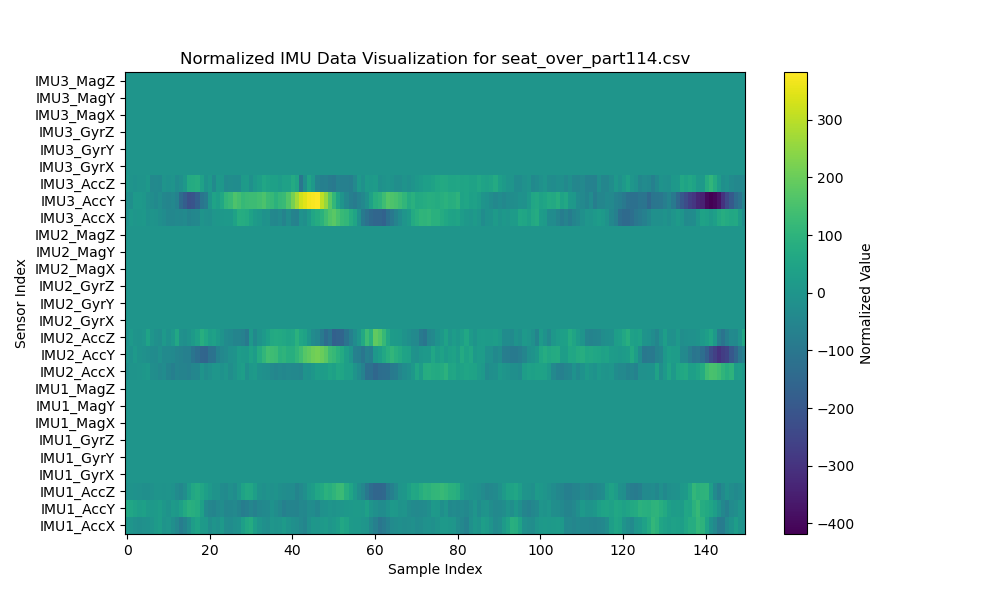 Normalized IMU Data Visualization for seat_over_part114.csv
IMU3_MagZ
IMU3_MagY
IMU3_MagX
IMU3_GyrZ
IMU3_GyrY
IMU3_GyrX
IMU3_AccZ
IMU3_AccY
IMU3_AccX
IMU2_MagZ
IMU2_MagY
IMU2_MagX
IMU2_GyrZ
IMU2_GyrY
IMU2_GyrX
IMU2_AccZ
IMU2_AccY
IMU2_AccX
IMU1_MagZ
IMU1_MagY
IMU1_MagX
IMU1_GyrZ
IMU1_GyrY
IMU1_GyrX
IMU1_AccZ
IMU1_AccY
IMU1_AccX
Sensor Index
0 20 40 60 80 100 120 140
Sample Index
300
200
100
0
−100
−200
−300
−400
Normalized Value